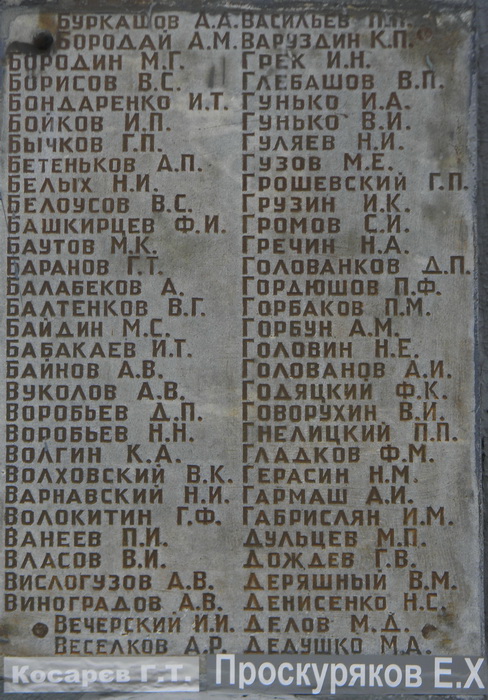 БУРКАШОВ А.А.
БОРОДАЙ А.М.
БОРОДИН М.Г.
БОРИСОВ В.С.
БОНДАРЕНКО И.Т.
БОЙКОВ И.П.
БЫЧКОВ Г.П.
БЕТЕНЬКОВ А.П.
БЕЛЫХ Н.И.
БЕЛОУСОВ В.С.
БАШКИРЦЕВ Ф.И.
БАУТОВ М.К.
БАРАНОВ Г.Т.
БАЛАБЕКОВ А.
БАЛТЕНКОВ В.Г.
БАЙДИН М.С.
БАБАКАЕВ И.Т.
БАЙНОВ А.В.
ВУКОЛОВ А.В.
ВОРОБЬЕВ Д.П.
ВОРОБЬЕВ Н.Н.
ВОЛГИН К.А.
ВОЛХОВСКИЙ В.К.
ВАРНАВСКИЙ Н.И.
ВОЛОКИТИН Г.Ф.
ВАНЕЕВ П.И.
ВЛАСОВ В.И.
ВИСЛОГУЗОВ А.В.
ВИНОГРАДОВ А.В.
ВЕЧЕРСКИЙ И.И.
ВЕСЕЛКОВ А.Р.
ВАСИЛЬЕВ
ВАРУЗДИН К.П.
ГРЕХ И.Н.
ГЛЕБАШОВ В.П.
ГУНЬКО И.А.
ГУНЬКО В.И.
ГУЛЯЕВ Н.И.
ГУЗОВ М.Е.
ГРОШЕВСКИЙ Г.П.
ГРУЗИН И.К.
ГРОМОВ С.И.
ГРЕЧИН Н.А.
ГОЛОВАНКОВ Д.П.
ГОРДЮШОВ П.Ф.
ГОРБАКОВ П.М.
ГОРБУН А.М.
ГОЛОВИН Н.Е.
ГОЛОВАНОВ А.И.
ГОДЯЦКИЙ Ф.К.
ГОВОРУХИН В.И.
ГНЕЛИЦКИЙ П.П.
ГЛАДКОВ Ф.М.
ГЕРАСИН Н.М.
ГАРМАШ А.И.
ГАБРИСЛЯН И.М.
ДУЛЬЦЕВ М.П.
ДОЖДЕВ Г.В.
ДЕРЯШНЫЙ В.М.
ДЕНИСЕНКО Н.С.
ДЕЛОВ М.Д.
ДЕДУШКО М.А.
Косарев Г.Т.
Проскуряков Е.Х